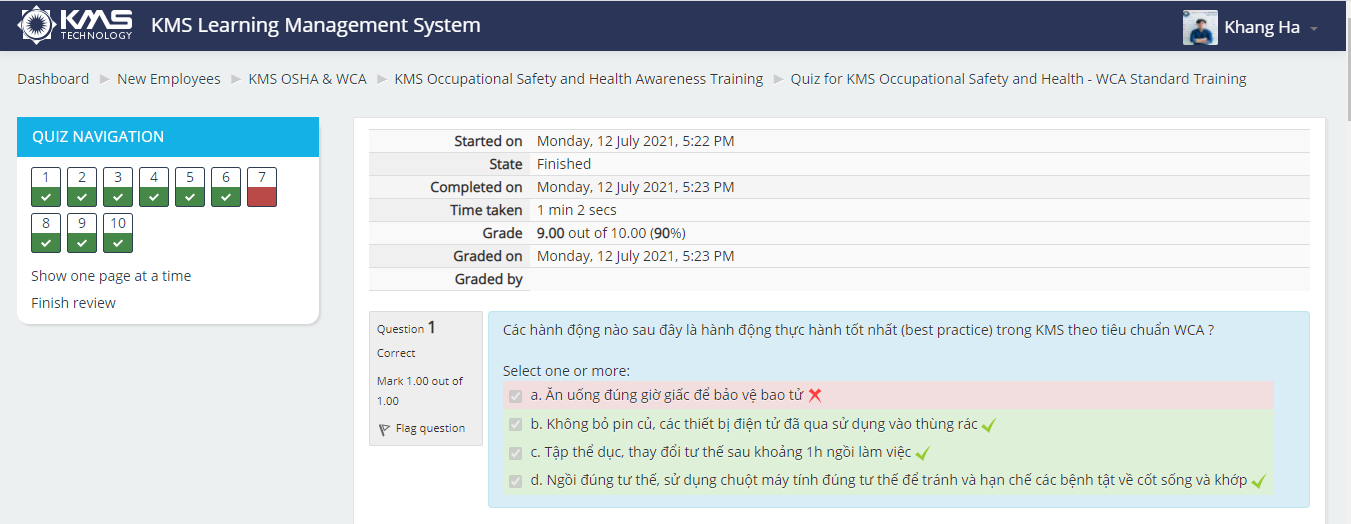 KMS
TECHNOLOGY
KMS Learning Management System
Khang Ha
Dashboard New Employees KMS OSHA & WCA KMS Occupational Safety and Health Awareness Training Quiz for KMS Occupational Safety and Health - WCA Standard Training
QUIZ NAVIGATION
1 2 3 4 5 6 7
8 9 10
Show one page at a time
Finish review
Started on Monday, 12 July 2021, 5:22 PM
State Finished
Completed on Monday, 12 July 2021, 5:23 PM
Time taken 1 min 2 secs
Grade 9.00 out of 10.00 (90%)
Graded on Monday, 12 July 2021, 5:23 PM
Graded by
Question 1
Correct
Mark 1.00 out of
1.00
Flag question
Các hành động nào sau đây là hành động thực hành tốt nhất (best practice) trong KMS theo tiêu chuẩn WCA ?
Select one or more:
a. Ăn uống đúng giờ giấc để bảo vệ bao tử
b. Không bỏ pin củ, các thiết bị điện tử đã qua sử dụng vào thùng rác
c. Tập thể dục, thay đổi tư thế sau khoảng 1h ngồi làm việc
d. Ngồi đúng tư thế, sử dụng chuột máy tính đúng tư thế để tránh và hạn chế các bệnh tật về cốt sống và khớp